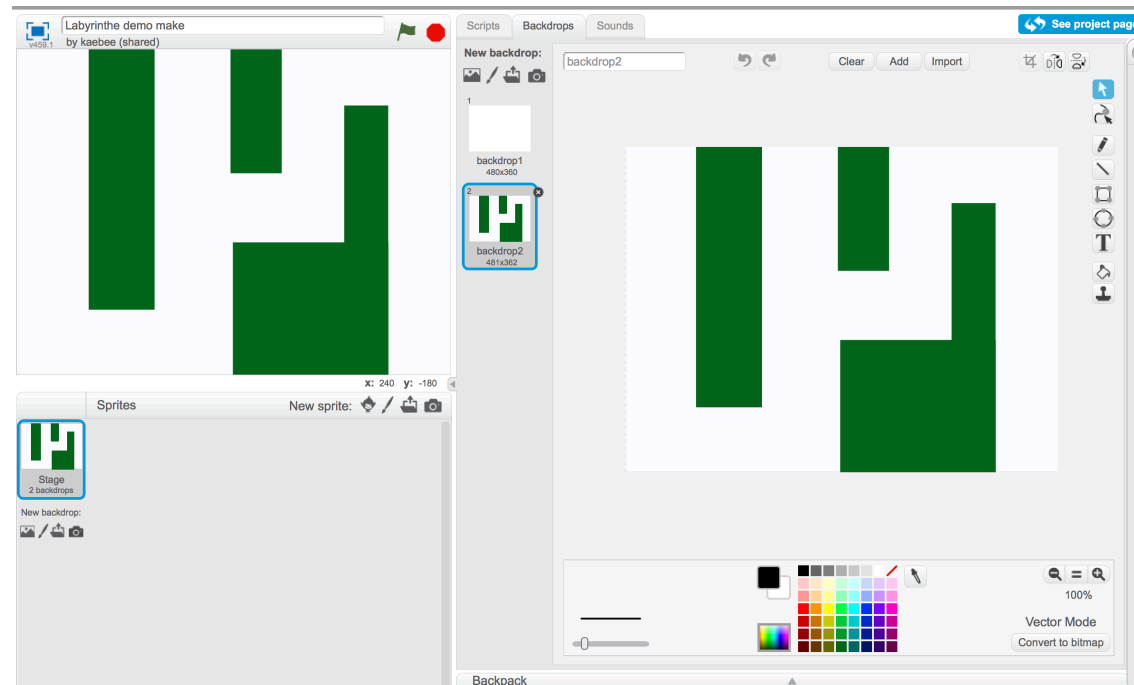 Labyrinthe demo make
v459.1
by kaebee (shared)
Scripts
Backdrops
Sounds
See project page
New backdrop:
backdrop2
Clear
Add
Import
1
backdrop1
480x360
2
backdrop2
481x362
x: 240 y: -180
Sprites
New sprite:
Stage
2 backdrops
New backdrop:
T
100%
Vector Mode
Convert to bitmap
Backpack